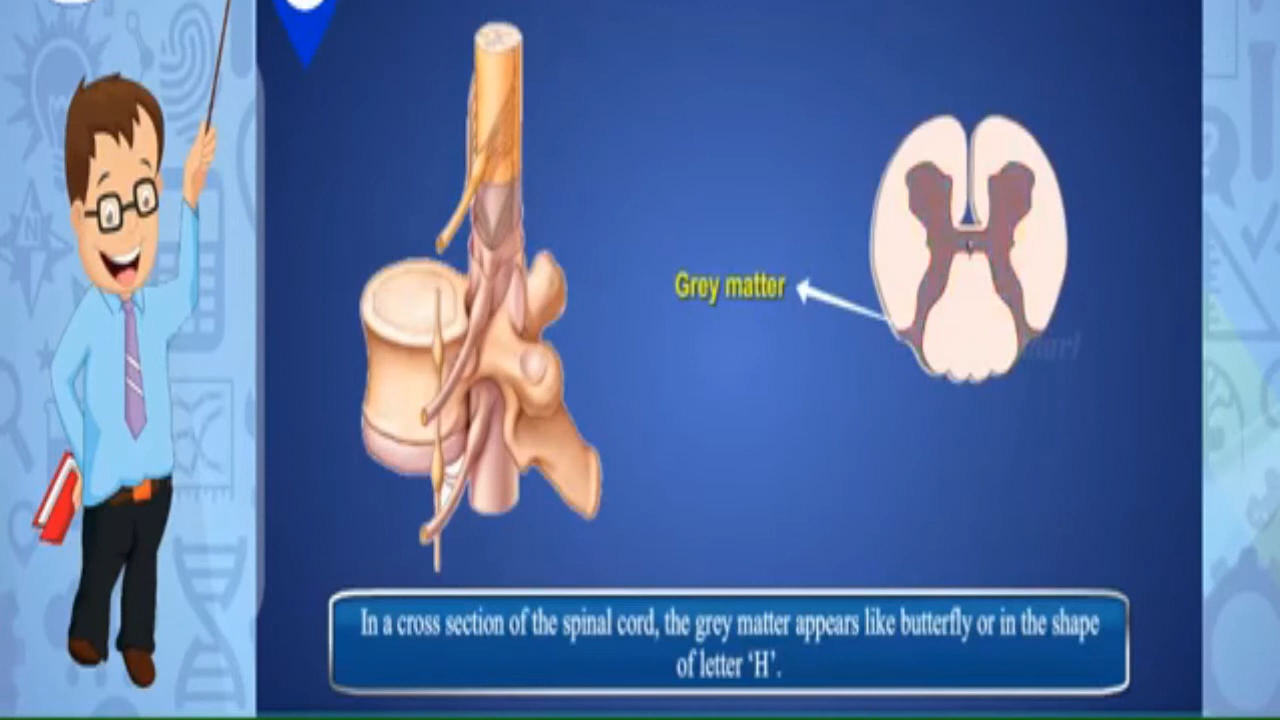 Grey matter
In a cross section of the spinal cord, the grey matter appears like butterfly or in the shape
of letter ‘H’.